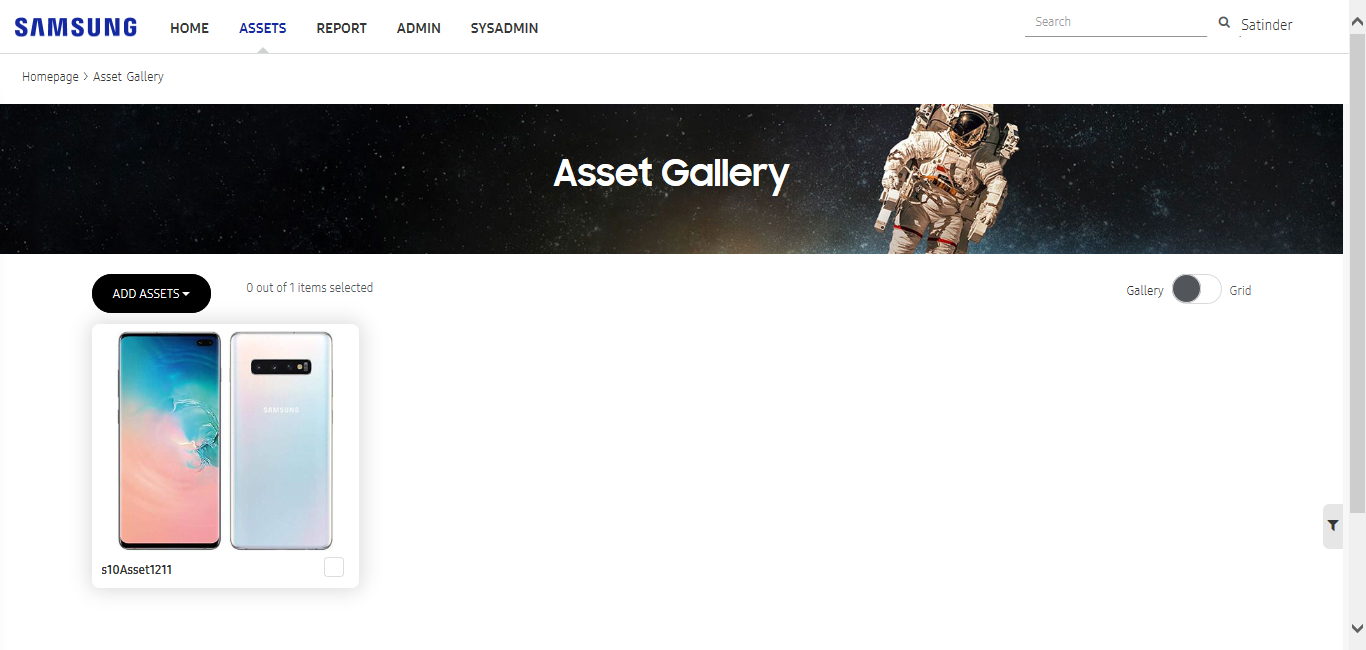 SAMSUNG HOME ASSETS REPORT ADMIN SYSADMIN Search Satinder
Homepage > Asset Gallery
Asset Gallery
ADD ASSETS 0 out of 1 items selected Gallery Grid
SAMSUNG
s10Asset1211